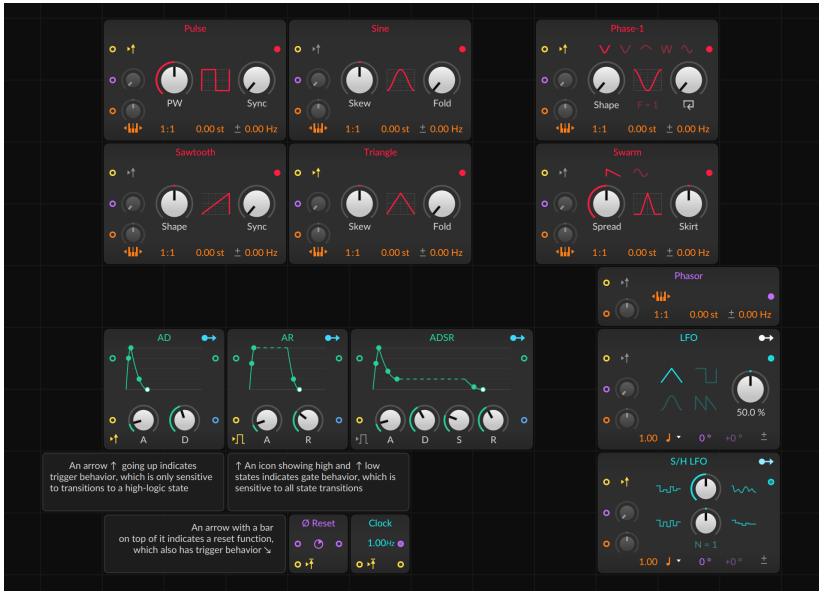 Pulse
PW
Sync
1:1 0.00 st ± 0.00 Hz
Sine
Skew
Fold
1:1 0.00 st ± 0.00 Hz
Phase-1
Shape
F ÷ 1
1:1 0.00 st ± 0.00 Hz
Sawtooth
Shape
Sync
1:1 0.00 st ± 0.00 Hz
Triangle
Skew
Fold
1:1 0.00 st ± 0.00 Hz
Swarm
Spread
Skirt
1:1 0.00 st ± 0.00 Hz
Phasor
1:1 0.00 st ± 0.00 Hz
AD
A D
AR
A R
ADSR
A D S R
LFO
50.0 %
1.00 0° +0° ±
An arrow ↑ going up indicates
trigger behavior, which is only sensitive
to transitions to a high-logic state
↑ An icon showing high and ↑ low
states indicates gate behavior, which is
sensitive to all state transitions
S/H LFO
N = 1
1.00 0° +0° ±
An arrow with a bar
on top of it indicates a reset function,
which also has trigger behavior ↘
Ø Reset
Clock
1.00Hz